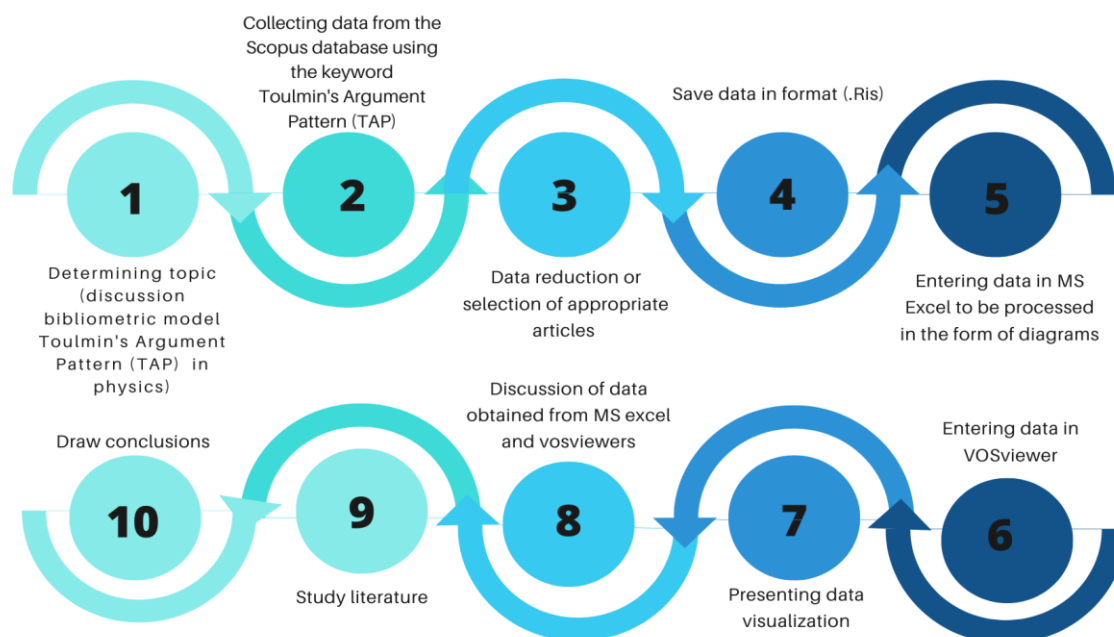 1
Determining topic
(discussion
bibliometric model
Toulmin's Argument
Pattern (TAP) in
physics)
Collecting data from the
Scopus database using
the keyword
Toulmin's Argument
Pattern (TAP)
2
3
Data reduction or
selection of appropriate
articles
Save data in format (.Ris)
4
5
Entering data in MS
Excel to be processed
in the form of diagrams
Entering data in
VOSviewer
6
7
Presenting data
visualization
Discussion of data
obtained from MS excel
and vosviewers
8
9
Study literature
Draw conclusions
10